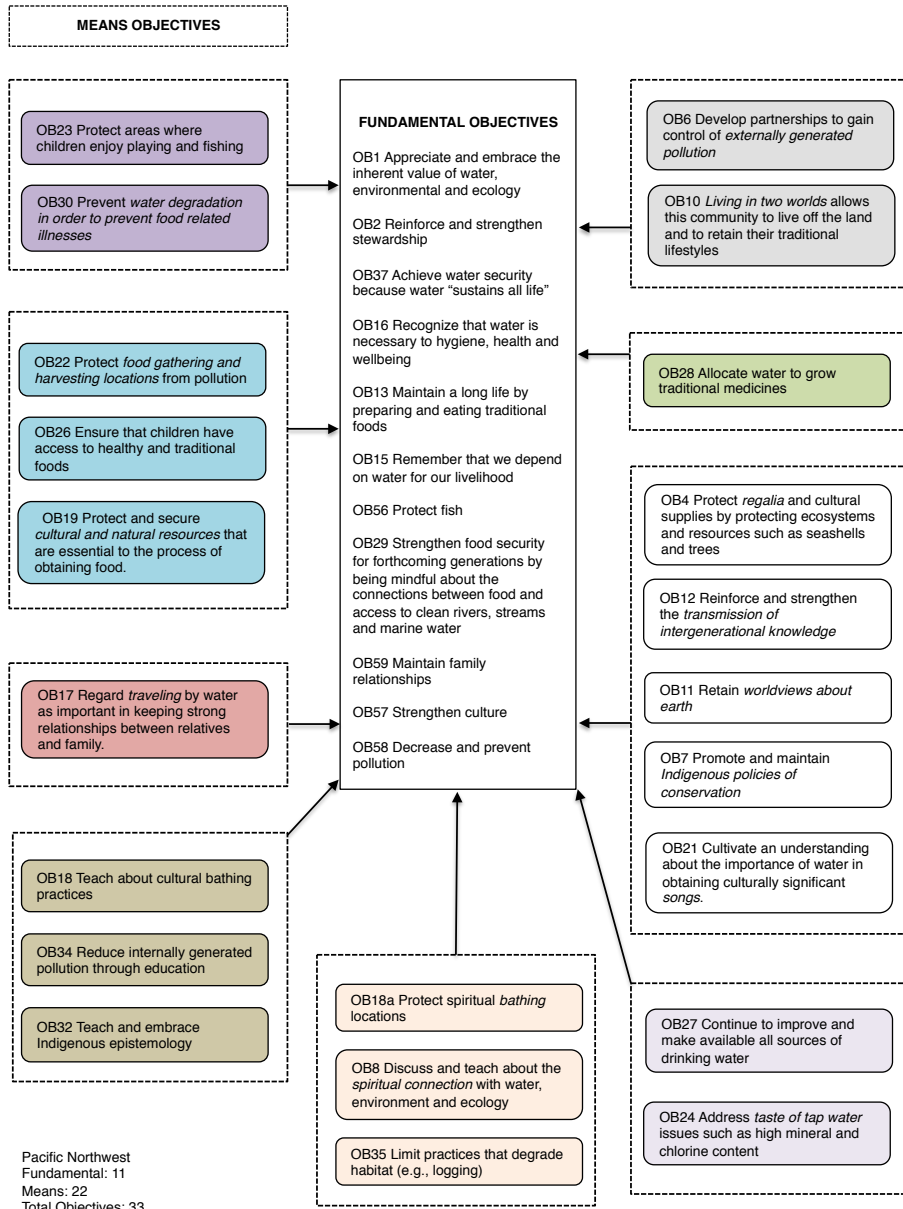 MEANS OBJECTIVES
OB23 Protect areas where
children enjoy playing and fishing
OB30 Prevent water degradation
in order to prevent food related
illnesses
OB22 Protect food gathering and
harvesting locations from pollution
OB26 Ensure that children have
access to healthy and traditional
foods
OB19 Protect and secure
cultural and natural resources that
are essential to the process of
obtaining food.
OB17 Regard traveling by water
as important in keeping strong
relationships between relatives
and family.
OB18 Teach about cultural bathing
practices
OB34 Reduce internally generated
pollution through education
OB32 Teach and embrace
Indigenous epistemology
Pacific Northwest
Fundamental: 11
Means: 22
Total Objectives: 33
FUNDAMENTAL OBJECTIVES
OB1 Appreciate and embrace the
inherent value of water,
environmental and ecology
OB2 Reinforce and strengthen
stewardship
OB37 Achieve water security
because water “sustains all life”
OB16 Recognize that water is
necessary to hygiene, health and
wellbeing
OB13 Maintain a long life by
preparing and eating traditional
foods
OB15 Remember that we depend
on water for our livelihood
OB56 Protect fish
OB29 Strengthen food security
for forthcoming generations by
being mindful about the
connections between food and
access to clean rivers, streams
and marine water
OB59 Maintain family
relationships
OB57 Strengthen culture
OB58 Decrease and prevent
pollution
OB18a Protect spiritual bathing
locations
OB8 Discuss and teach about the
spiritual connection with water,
environment and ecology
OB35 Limit practices that degrade
habitat (e.g., logging)
OB6 Develop partnerships to gain
control of externally generated
pollution
OB10 Living in two worlds allows
this community to live off the land
and to retain their traditional
lifestyles
OB28 Allocate water to grow
traditional medicines
OB4 Protect regalia and cultural
supplies by protecting ecosystems
and resources such as seashells
and trees
OB12 Reinforce and strengthen
the transmission of
intergenerational knowledge
OB11 Retain worldviews about
earth
OB7 Promote and maintain
Indigenous policies of
conservation
OB21 Cultivate an understanding
about the importance of water in
obtaining culturally significant
songs.
OB27 Continue to improve and
make available all sources of
drinking water
OB24 Address taste of tap water
issues such as high mineral and
chlorine content